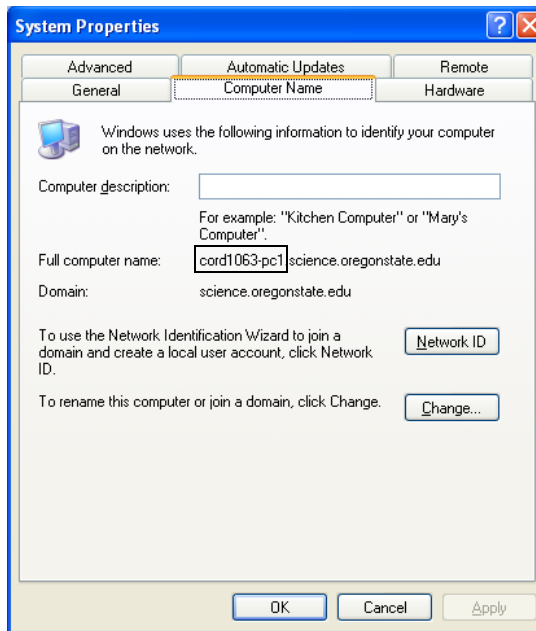 System Properties
Advanced Automatic Updates Remote
General Computer Name Hardware
Windows uses the following information to identify your computer
on the network.
Computer description:
For example: "Kitchen Computer" or "Mary's
Computer".
Full computer name: cord1063-pc1.science.oregonstate.edu
Domain: science.oregonstate.edu
To use the Network Identification Wizard to join a
domain and create a local user account, click Network
ID.
Network ID
To rename this computer or join a domain, click Change.
Change...
OK Cancel Apply